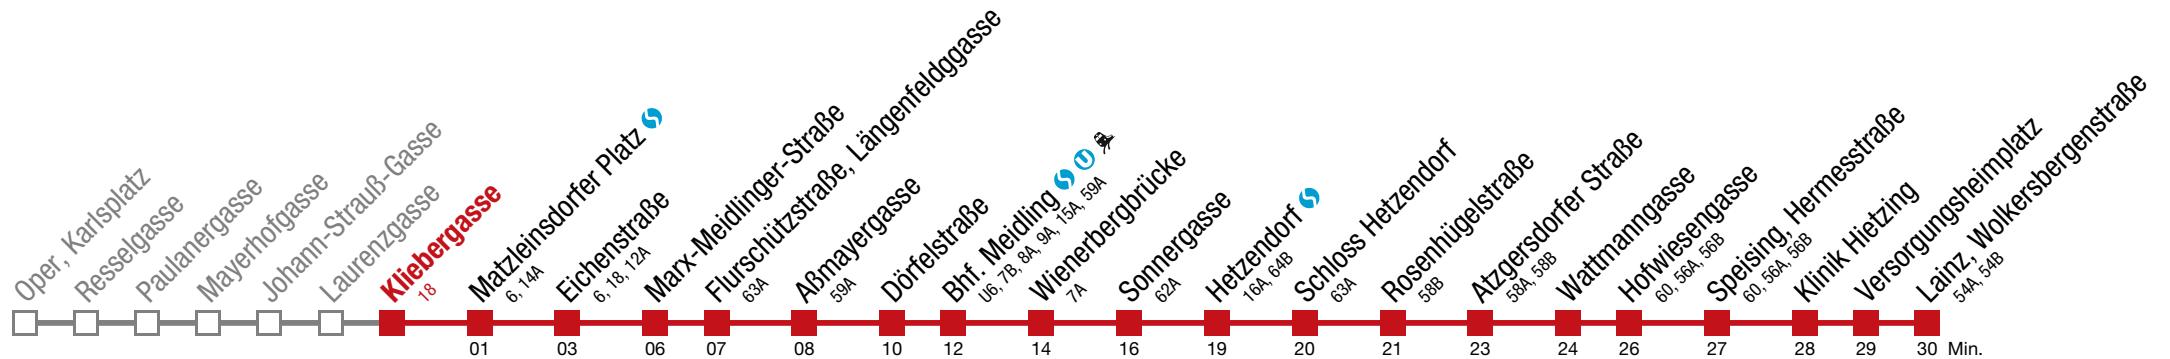 Oper, Karlsplatz
Resselgasse
Paulanergasse
Mayerhofgasse
Johann-Strauß-Gasse
Laurenzgasse
Kliebergasse
18
Matzleinsdorfer Platz
6, 14A
Eichenstraße
6, 18, 12A
Marx-Meidlinger-Straße
Flurschützstraße, Längenfeldggasse
63A
Aßmayergasse
59A
Dörfelstraße
Bhf. Meidling
U6, 7B, 8A, 9A, 15A, 59A
Wienerbergbrücke
7A
Sonnergasse
62A
Hetzendorf
16A, 64B
Schloss Hetzendorf
63A
Rosenhügelstraße
58B
Atzgersdorfer Straße
58A, 58B
Wattmanngasse
Hofwiesengasse
60, 56A, 56B
Speising, Hermesstraße
60, 56A, 56B
Klinik Hietzing
Versorgungsheimplatz
Lainz, Wolkersbergenstraße
54A, 54B
01 03 06 07 08 10 12 14 16 19 20 21 23 24 26 27 28 29 30 Min.